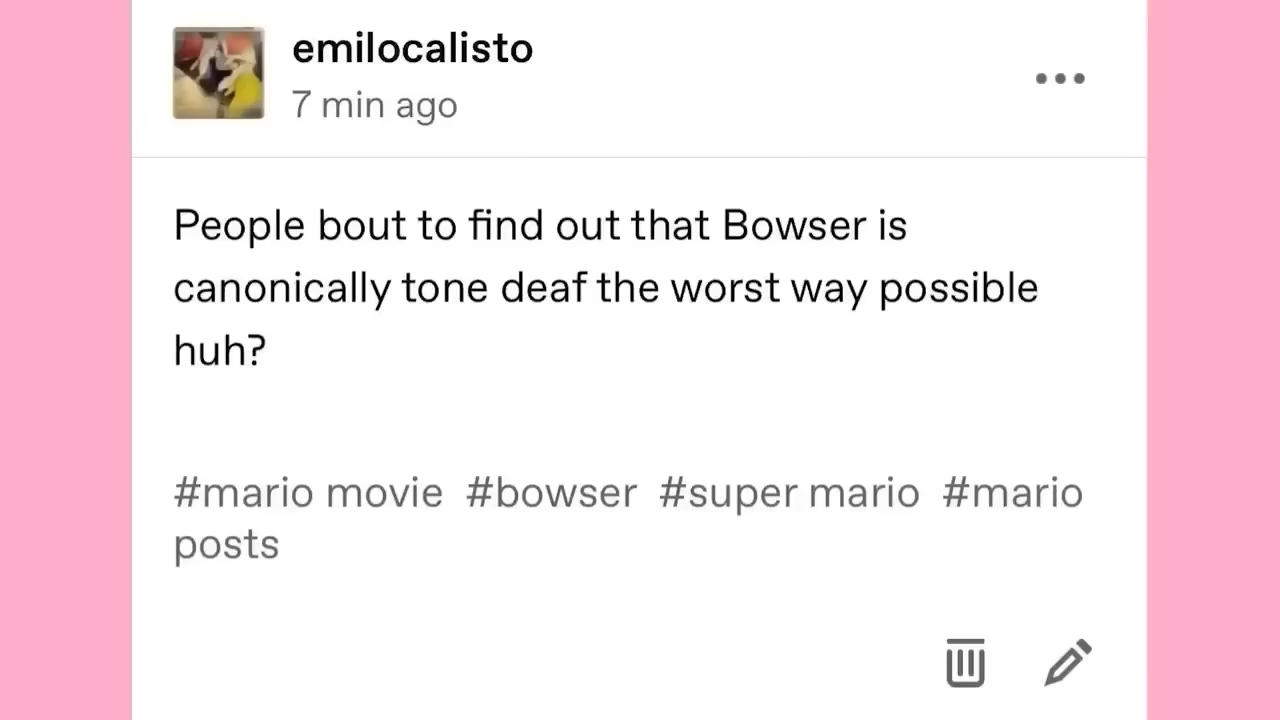 emilocalisto
7 min ago
People bout to find out that Bowser is
canonically tone deaf the worst way possible
huh?
#mario movie #bowser #super mario #mario
posts